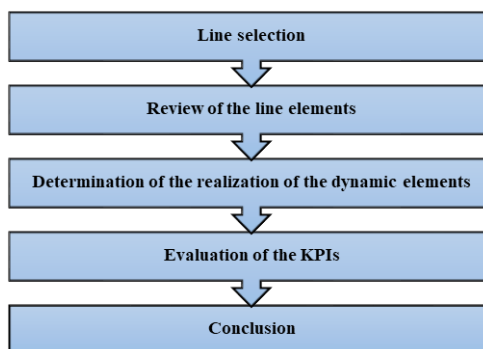 Line selection
Review of the line elements
Determination of the realization of the dynamic elements
Evaluation of the KPIs
Conclusion